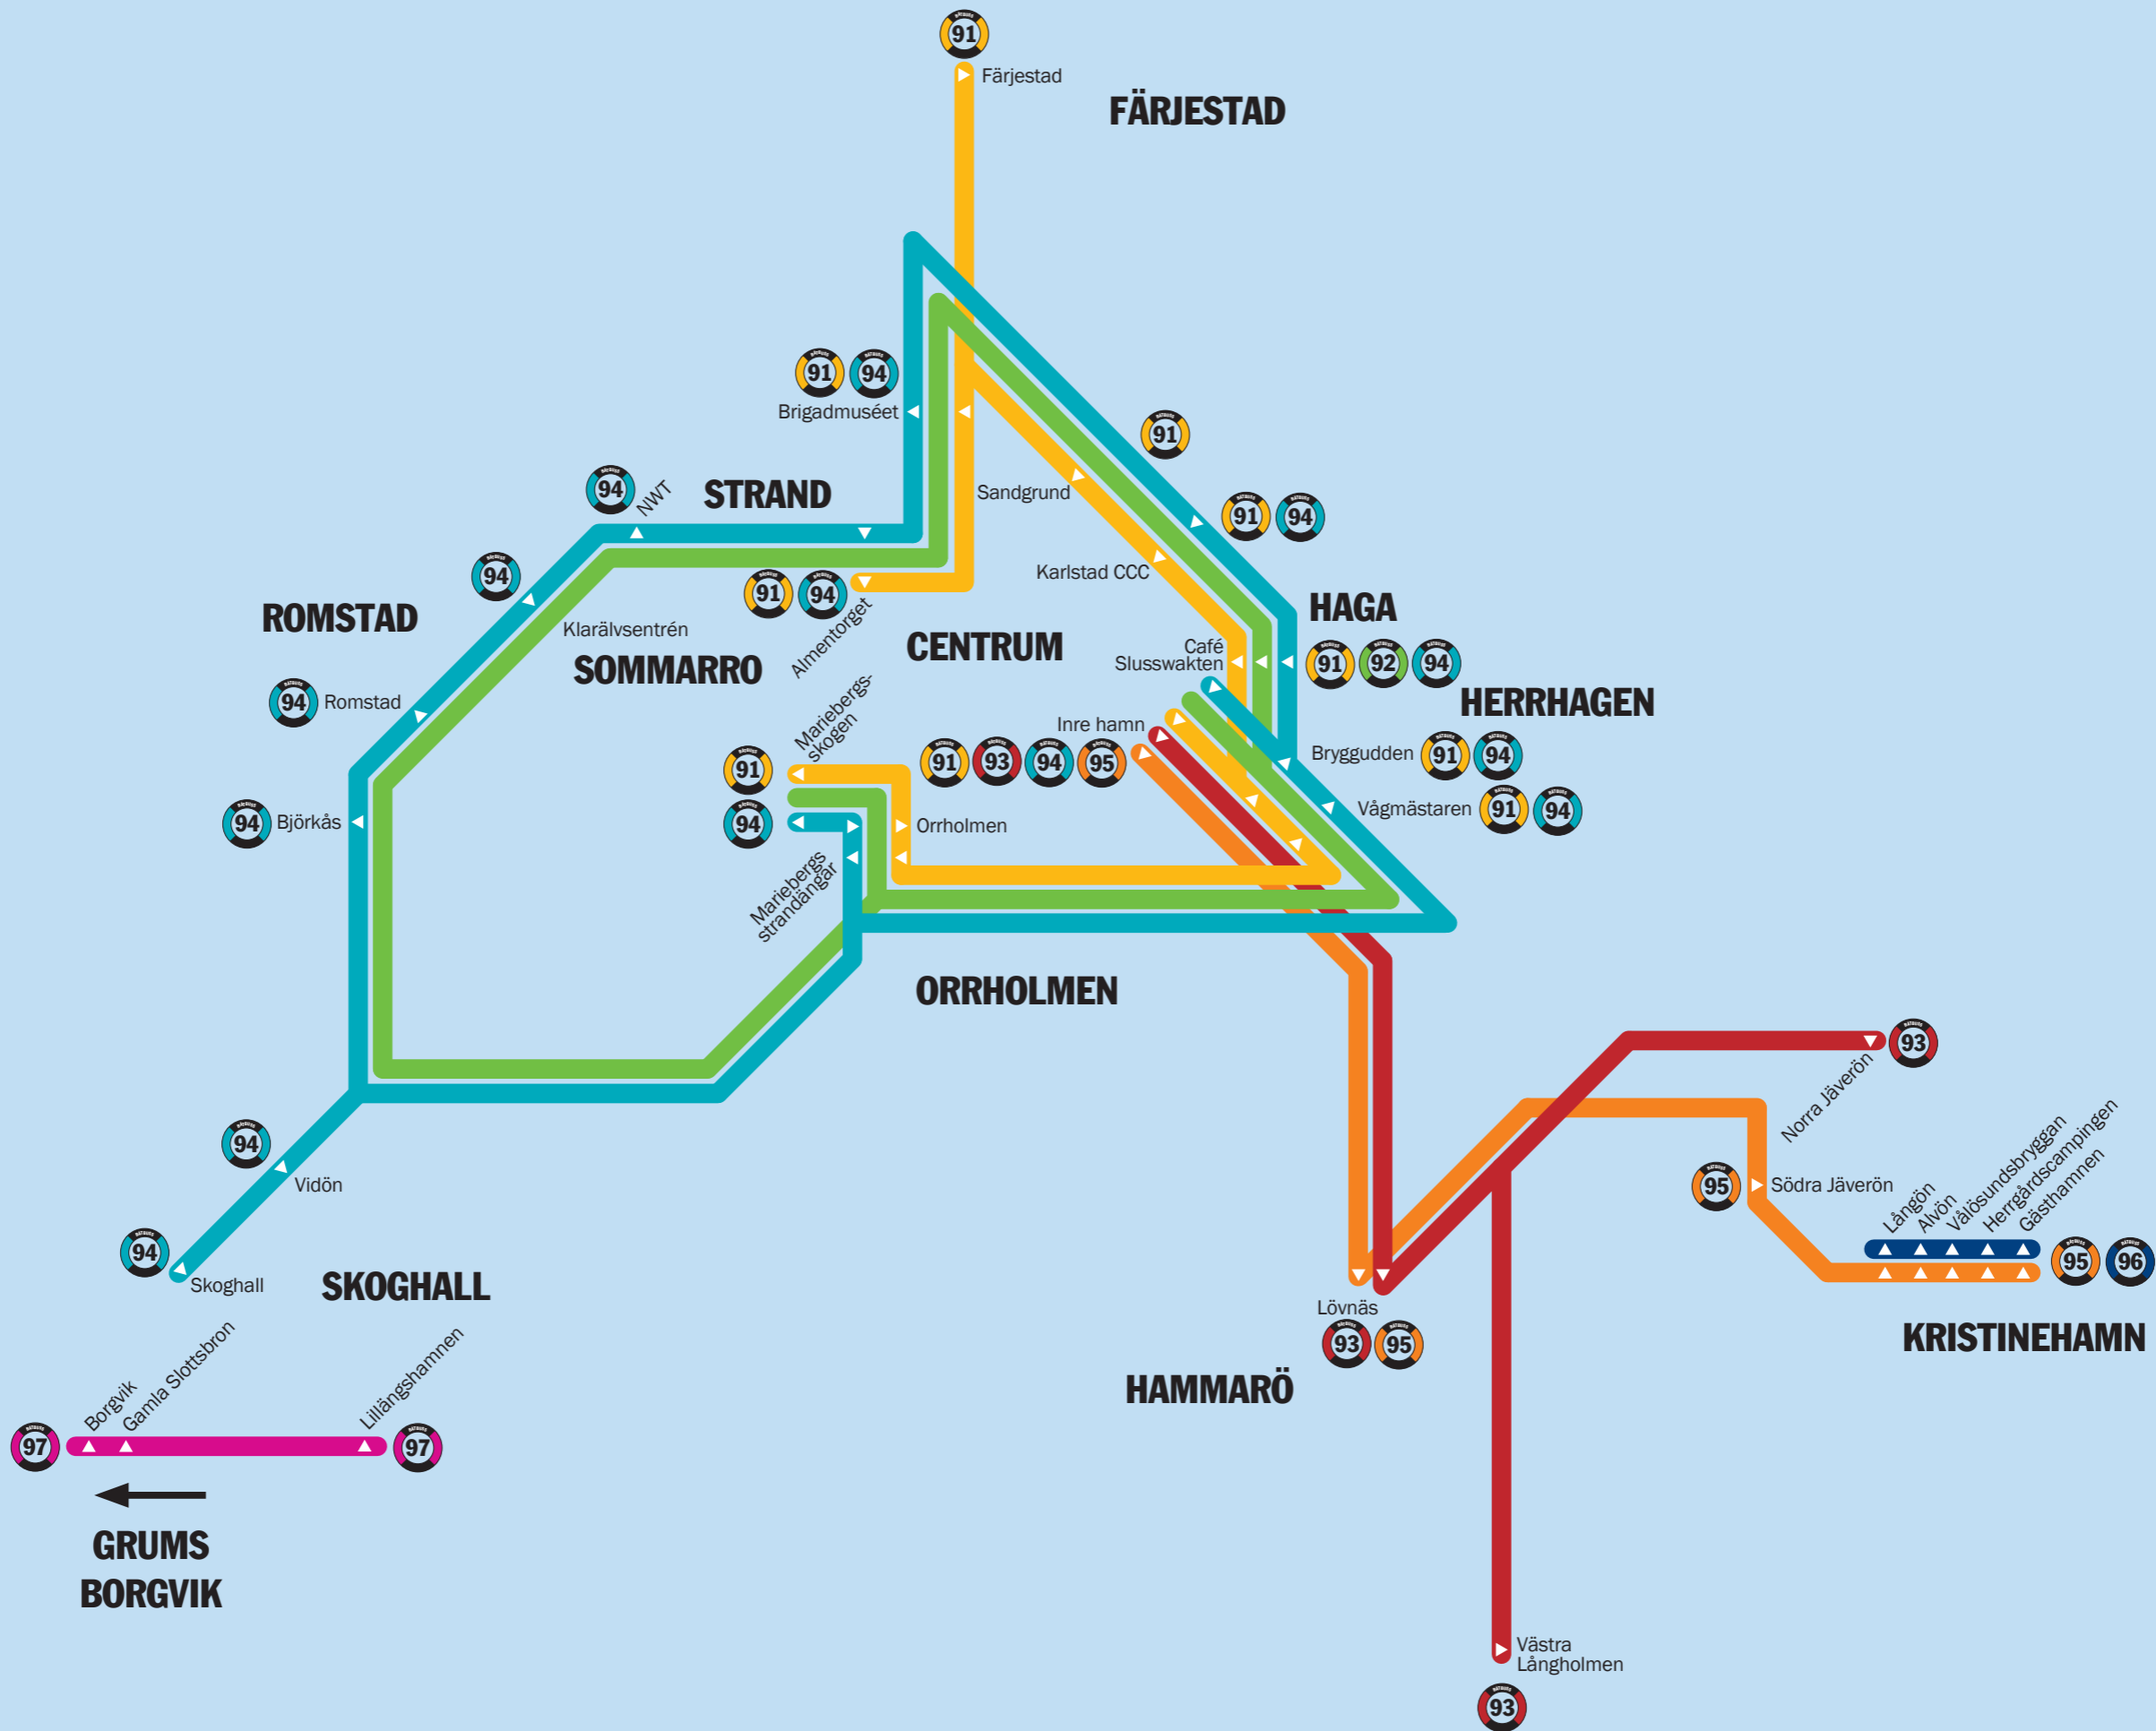 91
Färjestad
FÄRJESTAD
91 94
Brigadmuséet
91
94
NWT
STRAND
Sandgrund
91 94
94
Karlstad CCC
91 94
Almentorget
ROMSTAD
Klarälvsentrén
SOMMARRO
CENTRUM
HAGA
Café
Slusswakten
91 92 94
HERRHAGEN
94 Romstad
Mariebergs-
skogen
Inre hamn
91 93 94 95
Bryggudden 91 94
91
Vågmästaren 91 94
94 Björkås
94
Orrholmen
Mariebergs
strandängar
ORRHOLMEN
93
Norra Jäverön
94
Vidön
95 Södra Jäverön
Långön
Alvön
Vålösundsbryggan
Herrgårdscampingen
Gästhamnen
95 96
94
Skoghall
SKOGHALL
Lövnäs
93 95
KRISTINEHAMN
HAMMARÖ
Borgvik
Gamla Slottsbron
Lillängshamnen
97 97
GRUMS
BORGVIK
Västra
Långholmen
93